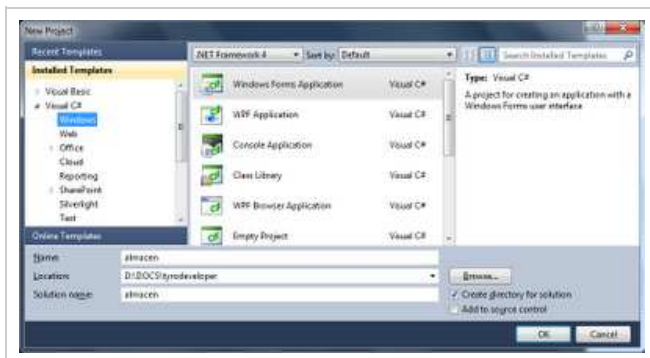 New Project
Recent Templates
.NET Framework 4 Sort by: Default Search Installed Templates
Installed Templates
Visual Basic
Visual C#
Windows
Web
Office
Cloud
Reporting
SharePoint
Silverlight
Test
Online Templates
Windows Forms Application Visual C#
WPF Application Visual C#
Console Application Visual C#
Class Library Visual C#
WPF Browser Application Visual C#
Empty Project Visual C#
Type: Visual C#
A project for creating an application with a
Windows Forms user interface
Name: almacen
Location: D:\DOCS\tyrodeveloper
Solution name: almacen
Browse...
Create directory for solution
Add to source control
OK Cancel